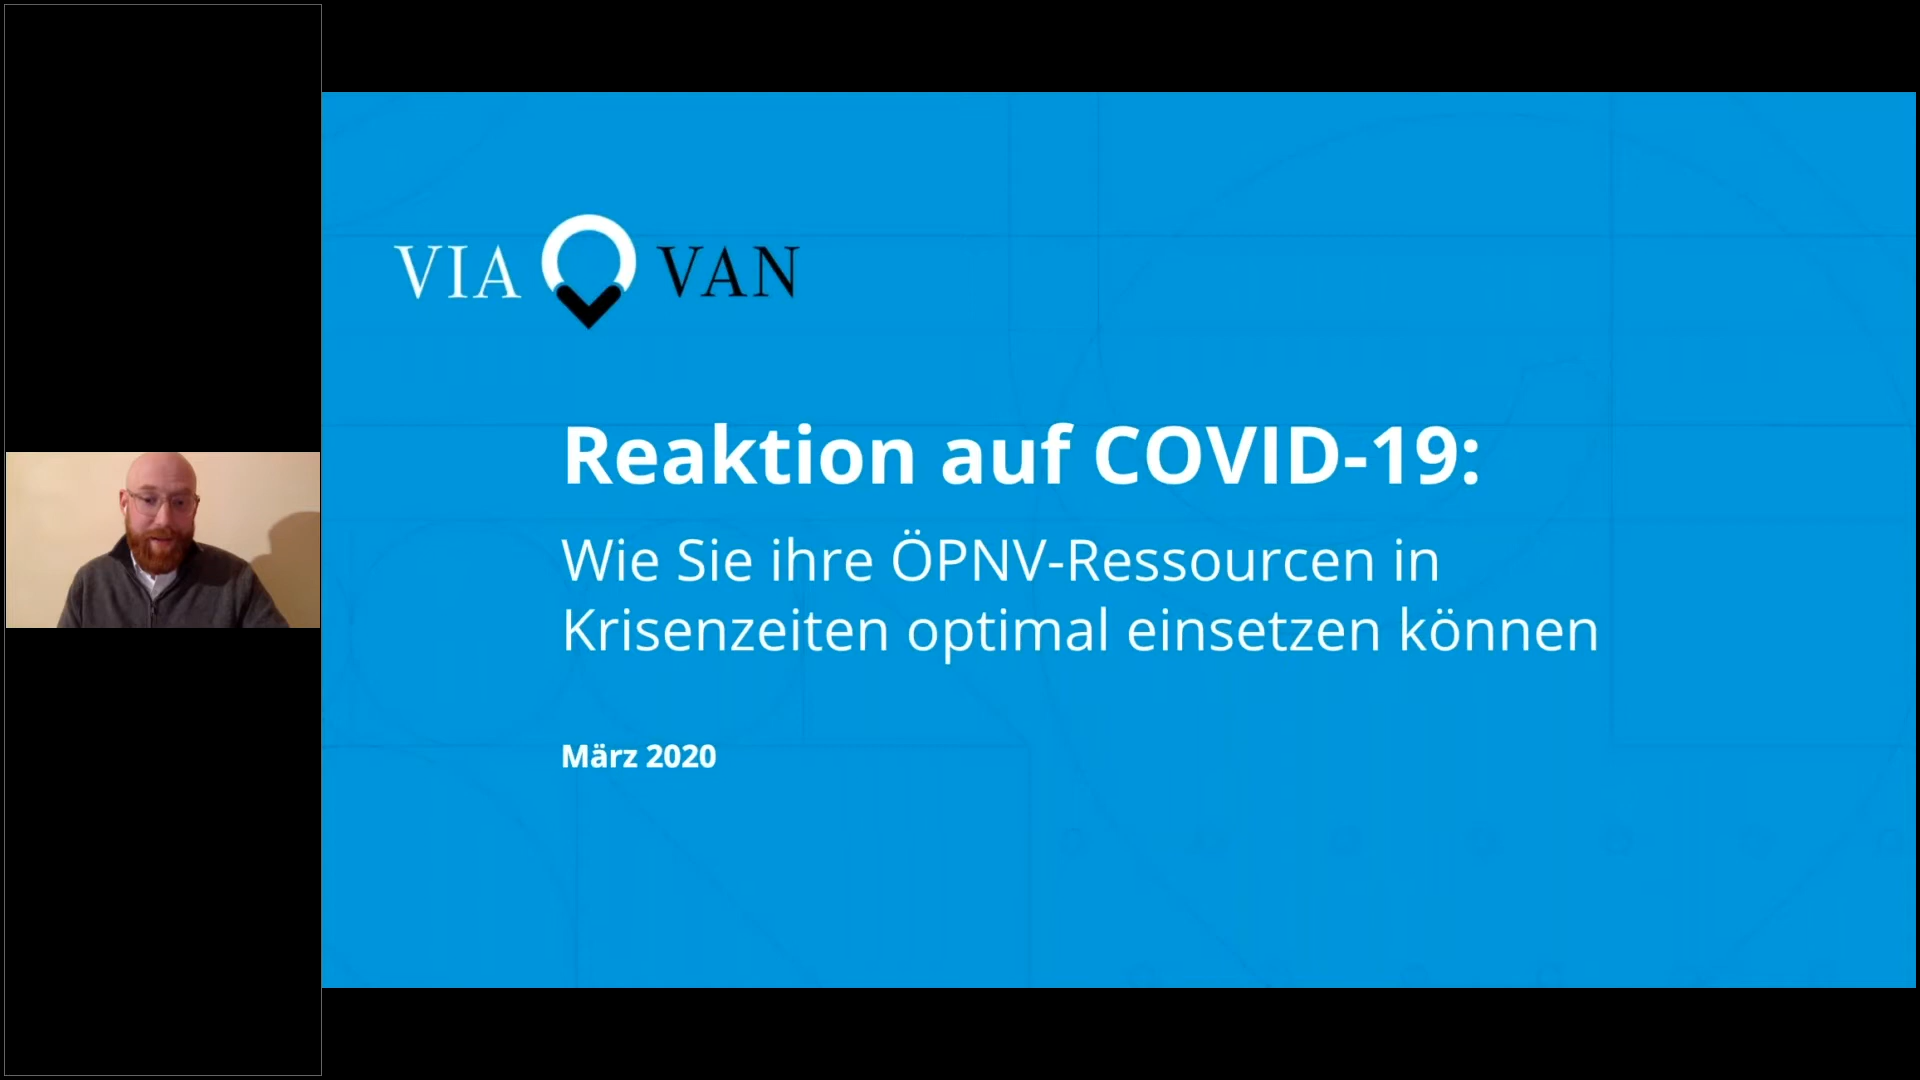 VIA VAN
Reaktion auf COVID-19:
Wie Sie ihre ÖPNV-Ressourcen in
Krisenzeiten optimal einsetzen können
März 2020